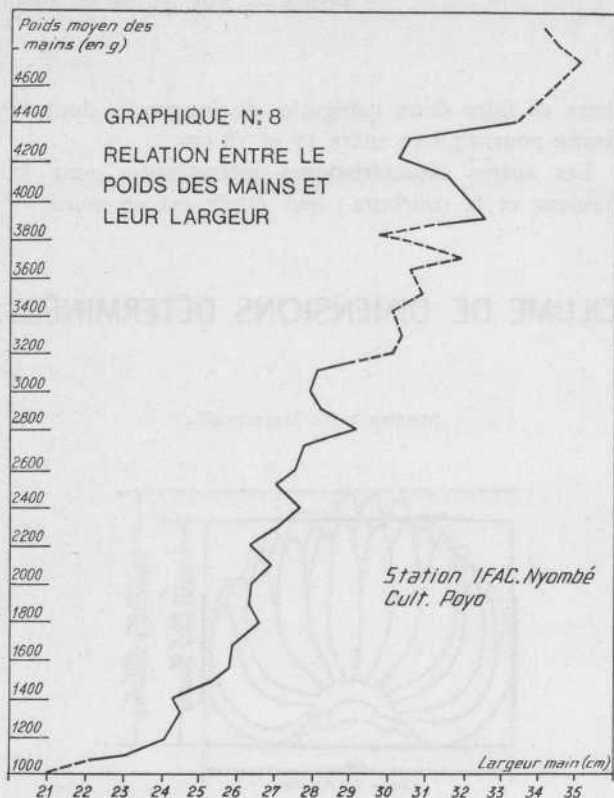 Poids moyen des
mains (en g)
GRAPHIQUE N° 8
RELATION ENTRE LE
POIDS DES MAINS ET
LEUR LARGEUR
4600
4400
4200
4000
3800
3600
3400
3200
3000
2800
2600
2400
2200
2000
1800
1600
1400
1200
1000
Station IFAC. Nyombé
Cult. Poyo
Largeur main (cm)
21 22 23 24 25 26 27 28 29 30 31 32 33 34 35